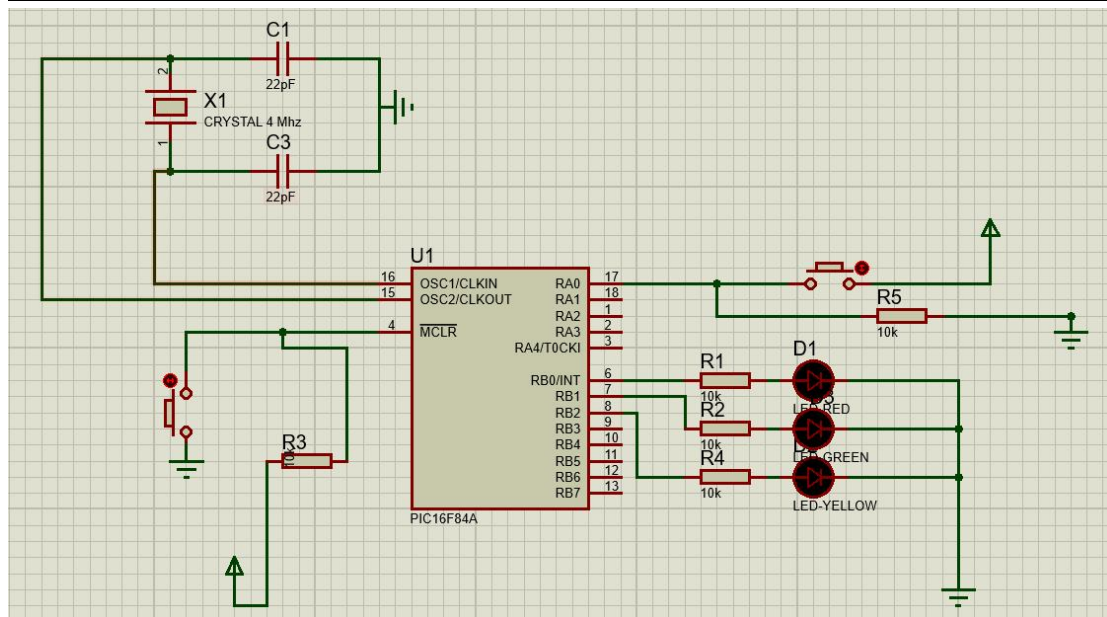 C1
22pF
2
X1
CRYSTAL 4 Mhz
1
C3
22pF
U1
16
OSC1/CLKIN
15
OSC2/CLKOUT
4
MCLR
RA0
17
RA1
18
RA2
1
RA3
2
RA4/T0CKI
3
RB0/INT
6
RB1
7
RB2
8
RB3
9
RB4
10
RB5
11
RB6
12
RB7
13
PIC16F84A
R5
10k
R1
10k
D1
LED-RED
R2
10k
LED-GREEN
R4
10k
LED-YELLOW
R3
10k